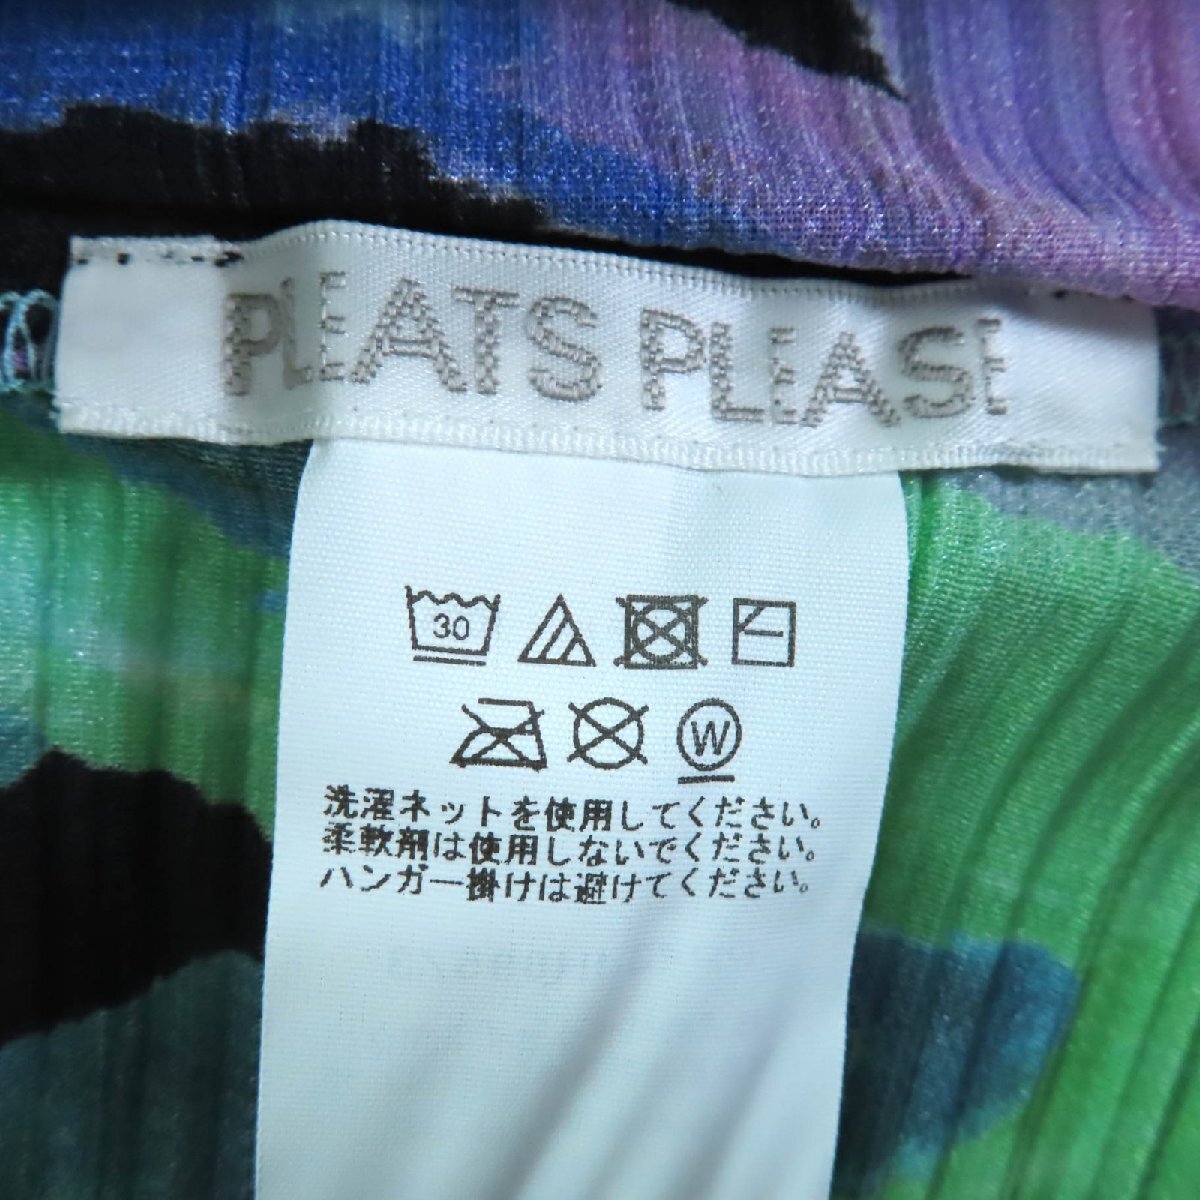 PLEATS PLEASE
30
W
洗濯ネットを使用してください。
柔軟剤は使用しないでください。
ハンガー掛けは避けてください。